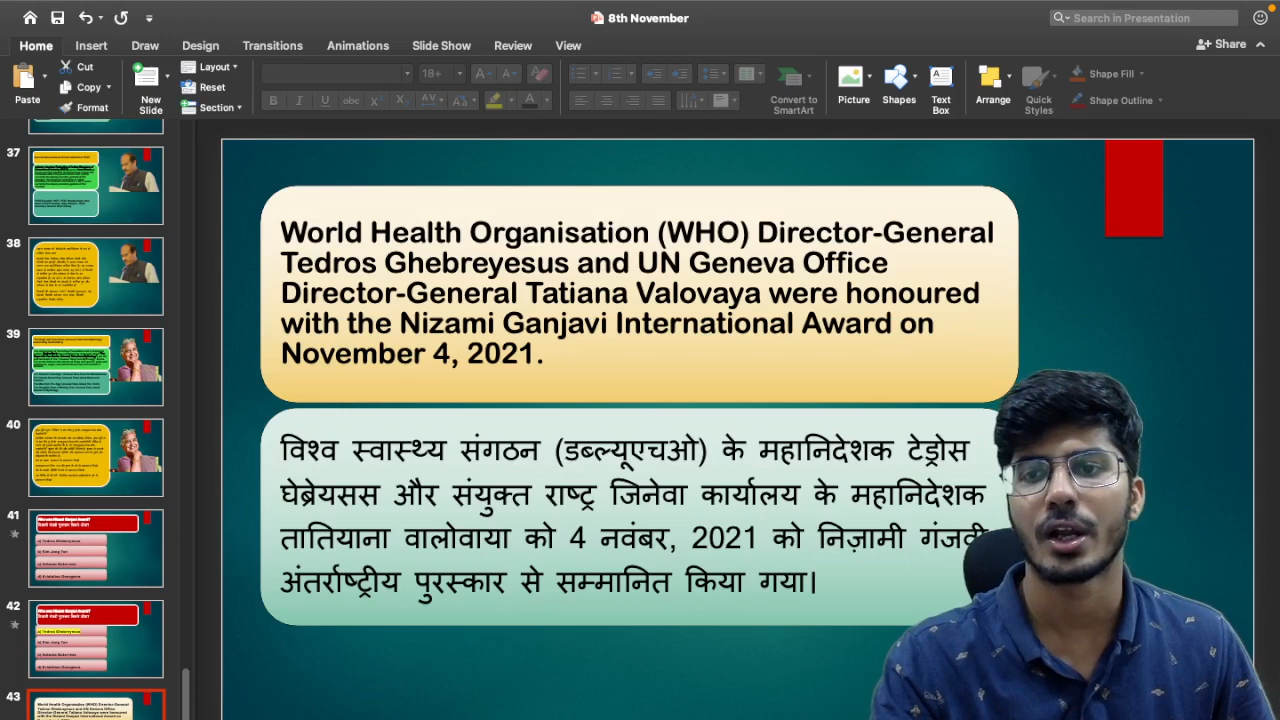 8th November
Search in Presentation
Home Insert Draw Design Transitions Animations Slide Show Review View
Share
Paste
Cut
Copy
Format
New
Slide
Layout
Reset
Section
18+
Convert to
SmartArt
Picture
Shapes
Text
Box
Arrange
Quick
Styles
Shape Fill
Shape Outline
37
38
39
40
41
42
43
World Health Organisation (WHO) Director-General
Tedros Ghebreyesus and UN Geneva Office
Director-General Tatiana Valovaya were honoured
with the Nizami Ganjavi International Award on
November 4, 2021.
विश्व स्वास्थ्य संगठन (डब्ल्यूएचओ) के महानिदेशक टेड्रोस
घेब्रेयसस और संयुक्त राष्ट्र जिनेवा कार्यालय के महानिदेशक
तातियाना वालोवाया को 4 नवंबर, 2021 को निज़ामी गंजवी
अंतर्राष्ट्रीय पुरस्कार से सम्मानित किया गया।